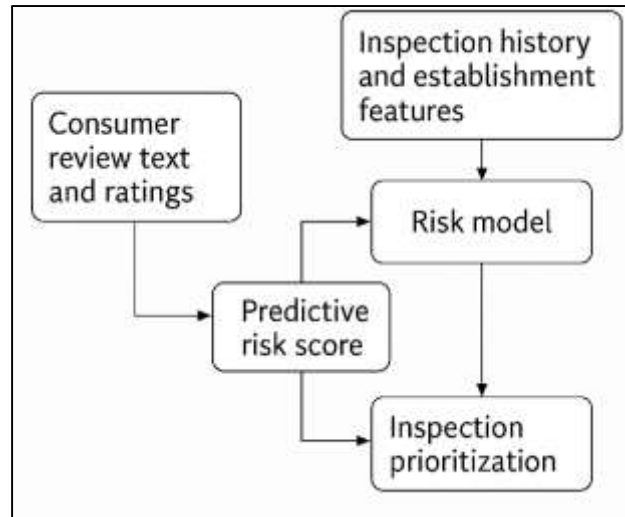 Inspection history
and establishment
features
Consumer
review text
and ratings
Risk model
Predictive
risk score
Inspection
prioritization